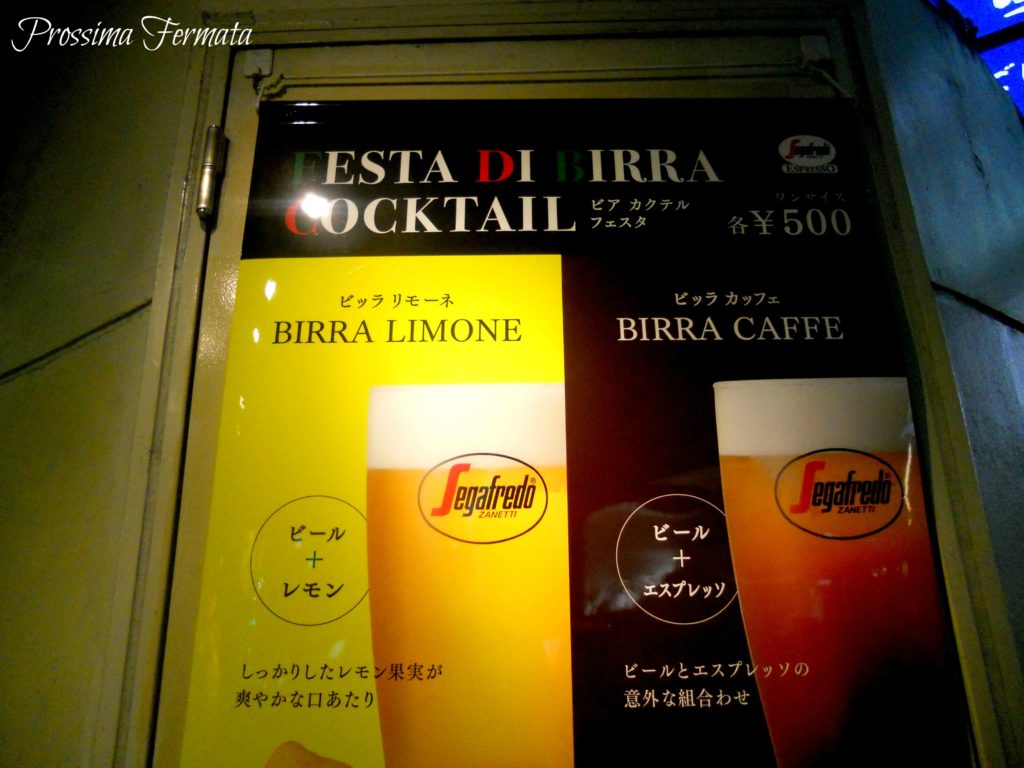 Prossima Fermata
FESTA DI BIRRA
COCKTAIL
ビア カクテル
フェスタ
Segafredo
ESPRESSO
ワンサイズ
各¥500
ビッラ リモーネ
BIRRA LIMONE
Segafredo®
ZANETTI
ビール
+
レモン
しっかりしたレモン果実が
爽やかな口あたり
ビッラ カッフェ
BIRRA CAFFE
Segafredo®
ZANETTI
ビール
+
エスプレッソ
ビールとエスプレッソの
意外な組合わせ